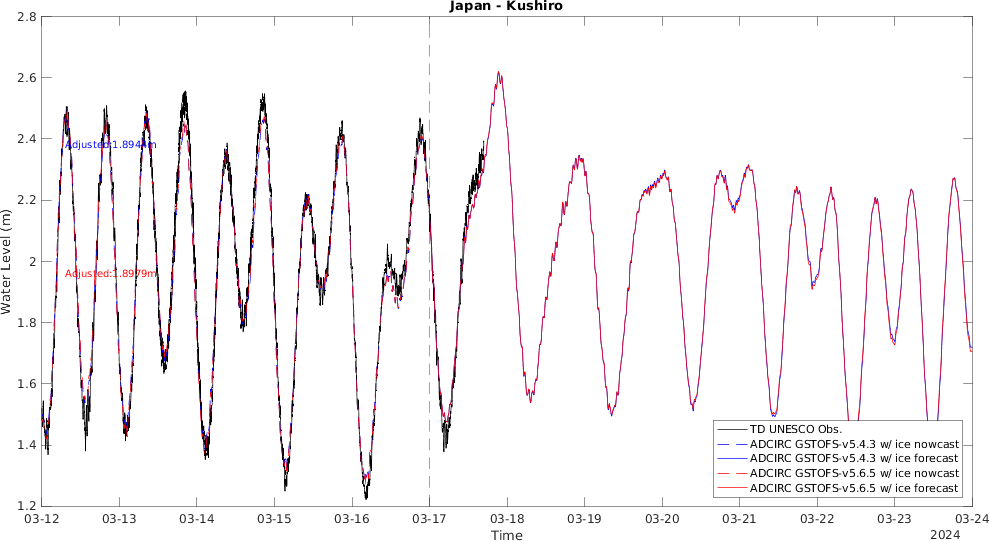 Japan - Kushiro
2.8
2.6
2.4
2.2
2
1.8
1.6
1.4
1.2
Water Level (m)
Adjusted:1.8944m
Adjusted:1.8979m
TD UNESCO Obs.
ADCIRC GSTOFS-v5.4.3 w/ ice nowcast
ADCIRC GSTOFS-v5.4.3 w/ ice forecast
ADCIRC GSTOFS-v5.6.5 w/ ice nowcast
ADCIRC GSTOFS-v5.6.5 w/ ice forecast
03-12 03-13 03-14 03-15 03-16 03-17 03-18 03-19 03-20 03-21 03-22 03-23 03-24
Time
2024